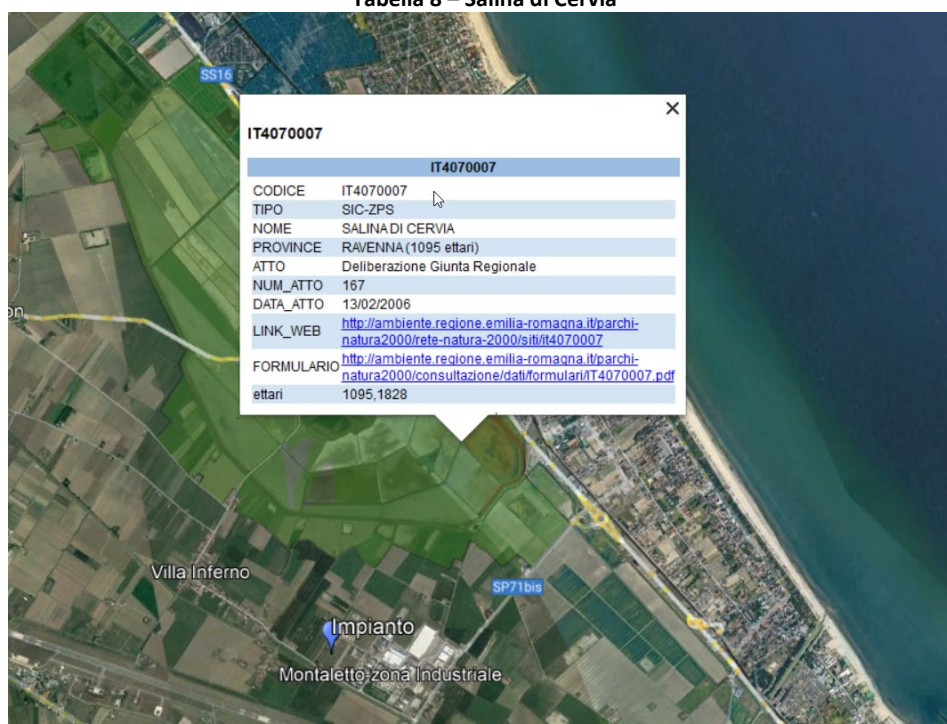 Tabella 8 – Salina di Cervia
SS16
IT4070007
IT4070007
CODICE IT4070007
TIPO SIC-ZPS
NOME SALINA DI CERVIA
PROVINCE RAVENNA (1095 ettari)
ATTO Deliberazione Giunta Regionale
NUM_ATTO 167
DATA_ATTO 13/02/2006
LINK_WEB http://ambiente.regione.emilia-romagna.it/parchi-
natura2000/rete-natura-2000/siti/it4070007
FORMULARIO http://ambiente.regione.emilia-romagna.it/parchi-
natura2000/consultazione/dati/formulari/IT4070007.pdf
ettari 1095,1828
Villa Inferno
SP71bis
Impianto
Montaletto-zona Industriale